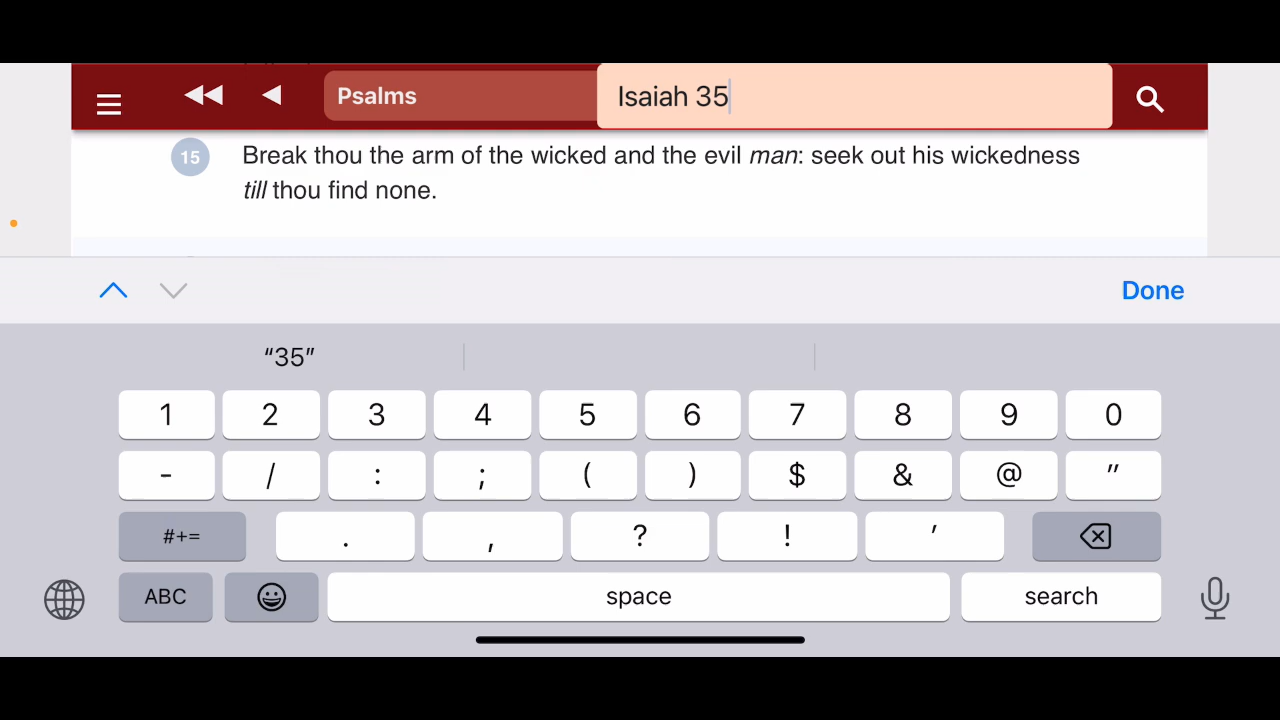 Psalms
Isaiah 35
15 Break thou the arm of the wicked and the evil man: seek out his wickedness
till thou find none.
Done
“35”
1 2 3 4 5 6 7 8 9 0
- / : ; ( ) $ & @ "
#+= . , ? ! '
ABC space search